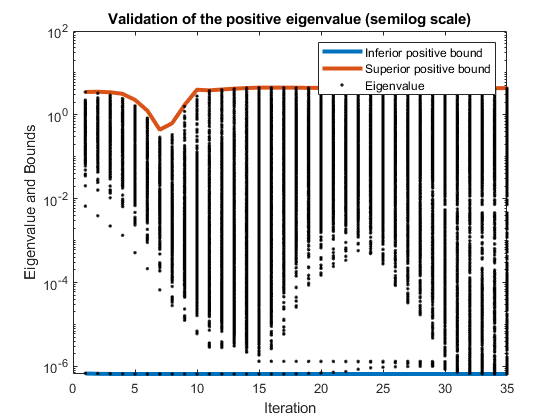 Validation of the positive eigenvalue (semilog scale)
Inferior positive bound
Superior positive bound
Eigenvalue
Eigenvalue and Bounds
10^2
10^0
10^-2
10^-4
10^-6
0 5 10 15 20 25 30 35
Iteration